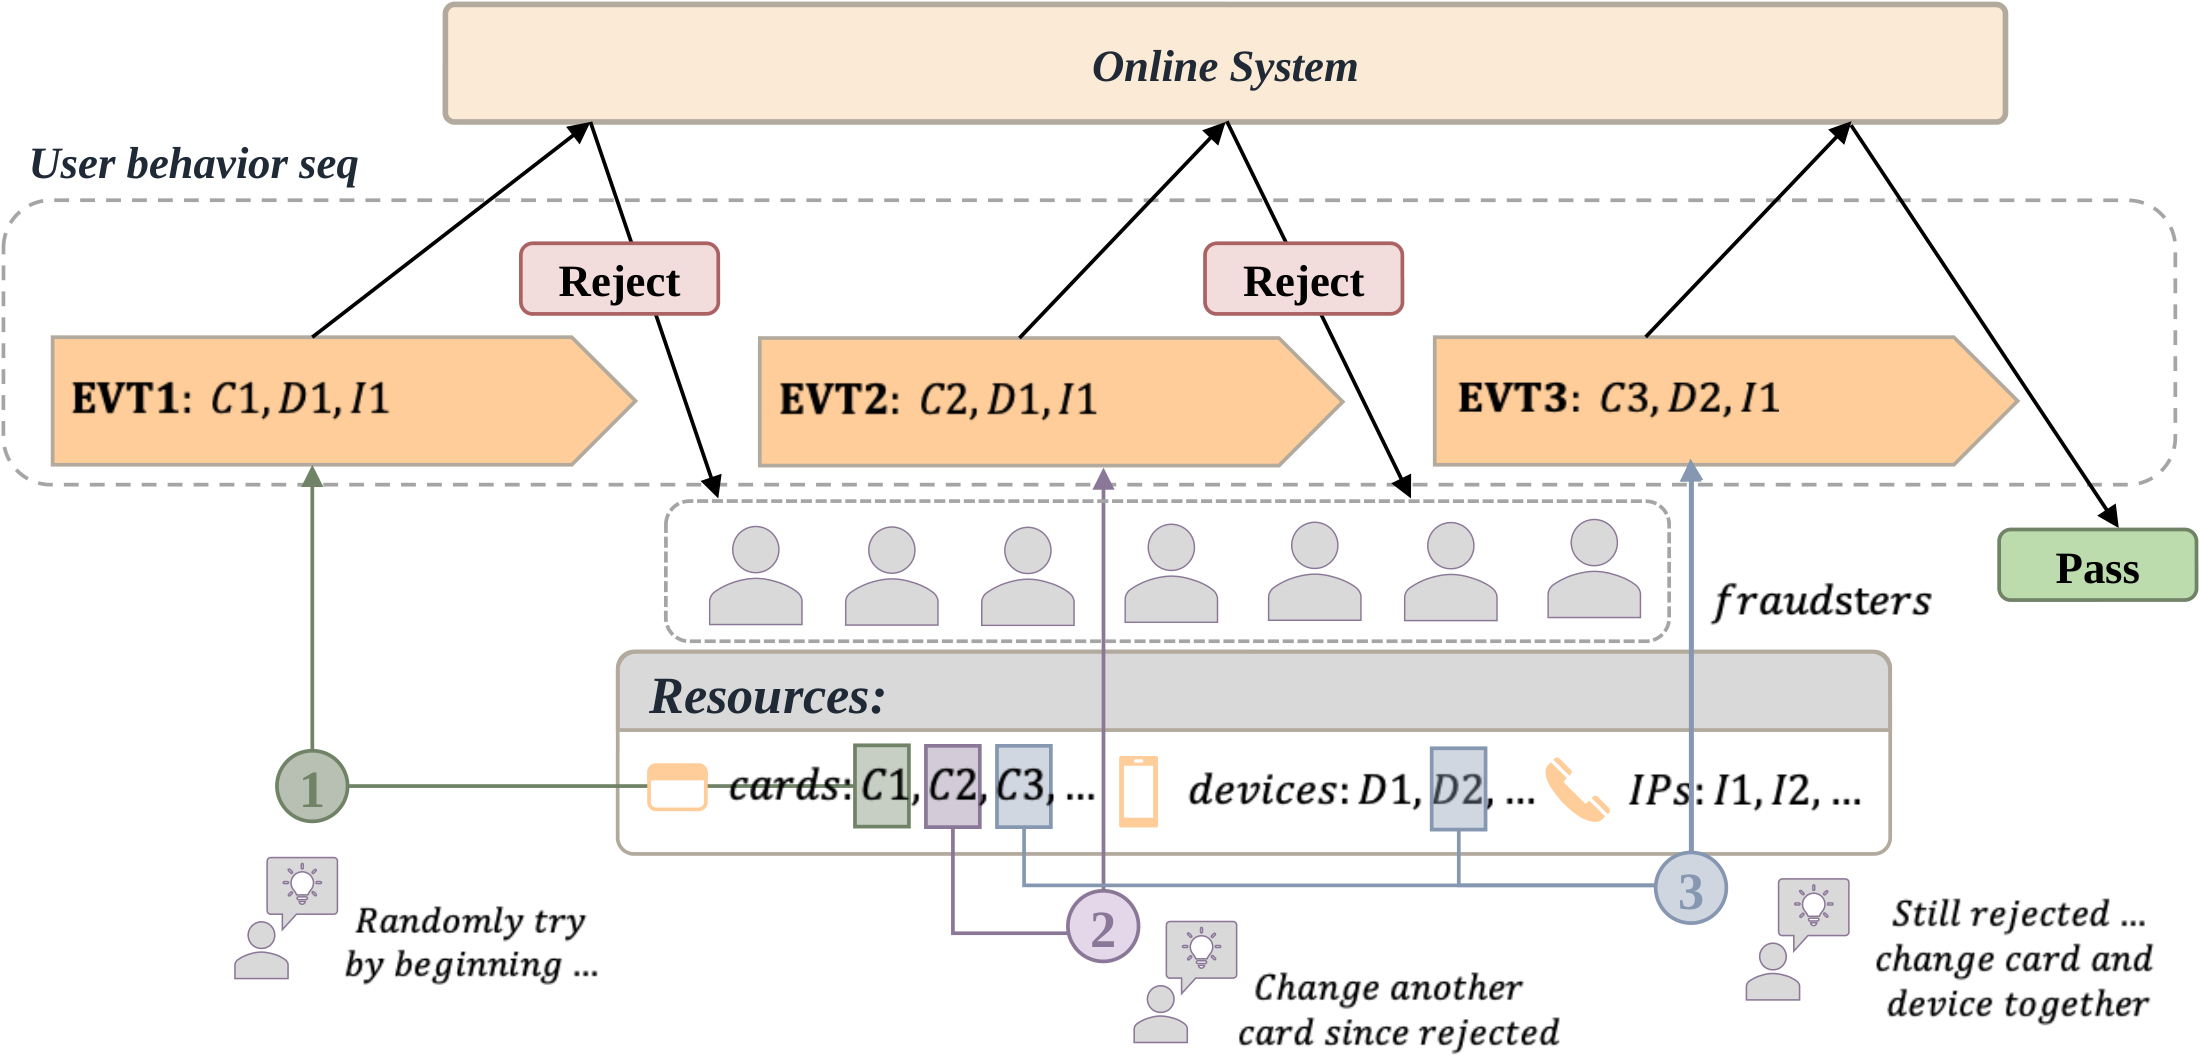 Online System
User behavior seq
Reject
Reject
EVT1: C1, D1, I1
EVT2: C2, D1, I1
EVT3: C3, D2, I1
Pass
fraudsters
Resources:
cards: C1, C2, C3, ...
devices: D1, D2, ...
IPs: I1, I2, ...
1
2
3
Randomly try
by beginning ...
Change another
card since rejected
Still rejected ...
change card and
device together